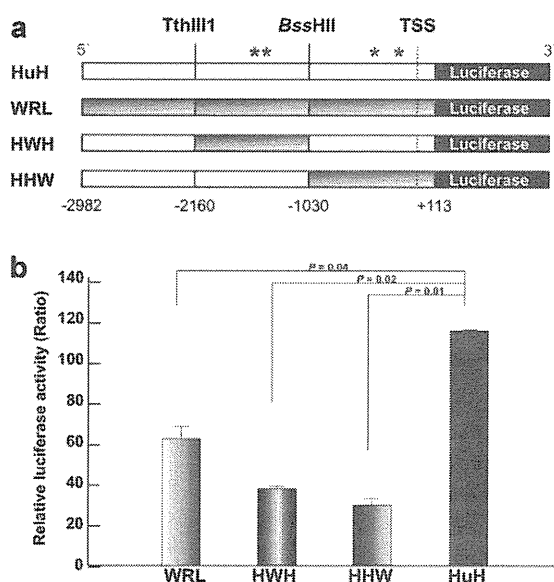 a
TthIII1 BssHII TSS
5` ** * * 3`
HuH Luciferase
WRL Luciferase
HWH Luciferase
HHW Luciferase
-2982 -2160 -1030 +113
b
Relative luciferase activity (Ratio)
140
P = 0.04
P = 0.02
P = 0.01
120
100
80
60
40
20
0
WRL HWH HHW HuH